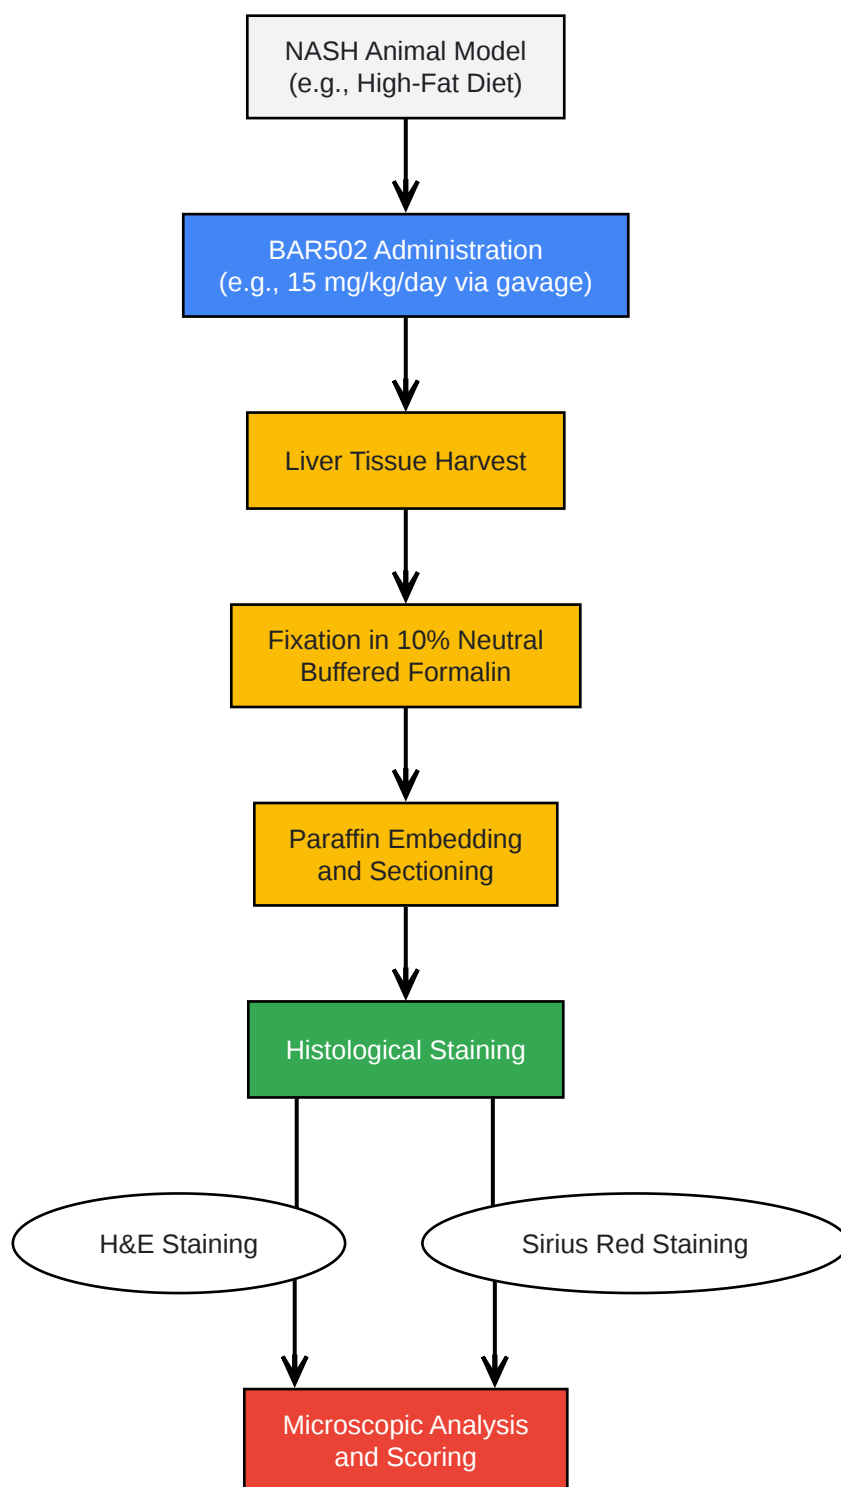 NASH Animal Model
(e.g., High-Fat Diet)
BAR502 Administration
(e.g., 15 mg/kg/day via gavage)
Liver Tissue Harvest
Fixation in 10% Neutral
Buffered Formalin
Paraffin Embedding
and Sectioning
Histological Staining
H&E Staining
Sirius Red Staining
Microscopic Analysis
and Scoring